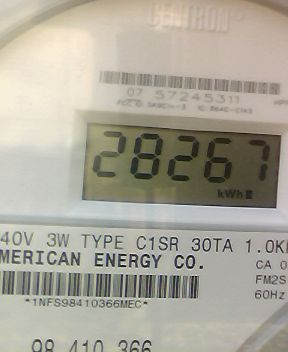 CENTRON
07 57245311
28267
kWh
40V 3W TYPE C1SR 30TA 1.0K
MERICAN ENERGY CO.
CA 0
FM2S
60Hz
*1NFS98410366MEC*
98 410 366